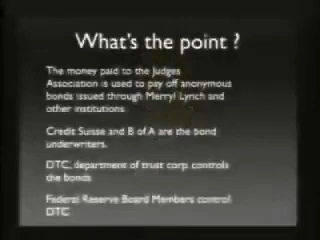 What's the point ?
The money paid to the Judges
Association is used to pay off anonymous
bonds issued through Merryl Lynch and
other institutions
Credit Suisse and B of A are the bond
underwriters.
DTC, department of trust corp. controls
the bonds
Federal Reserve Board Members control
DTC